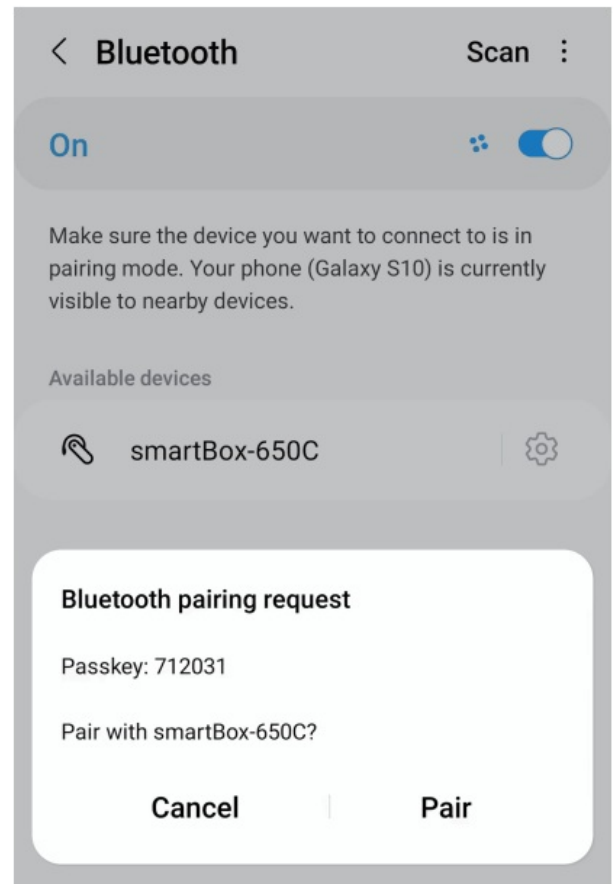 Bluetooth
Scan
On
Make sure the device you want to connect to is in
pairing mode. Your phone (Galaxy S10) is currently
visible to nearby devices.
Available devices
smartBox-650C
Bluetooth pairing request
Passkey: 712031
Pair with smartBox-650C?
Cancel
Pair